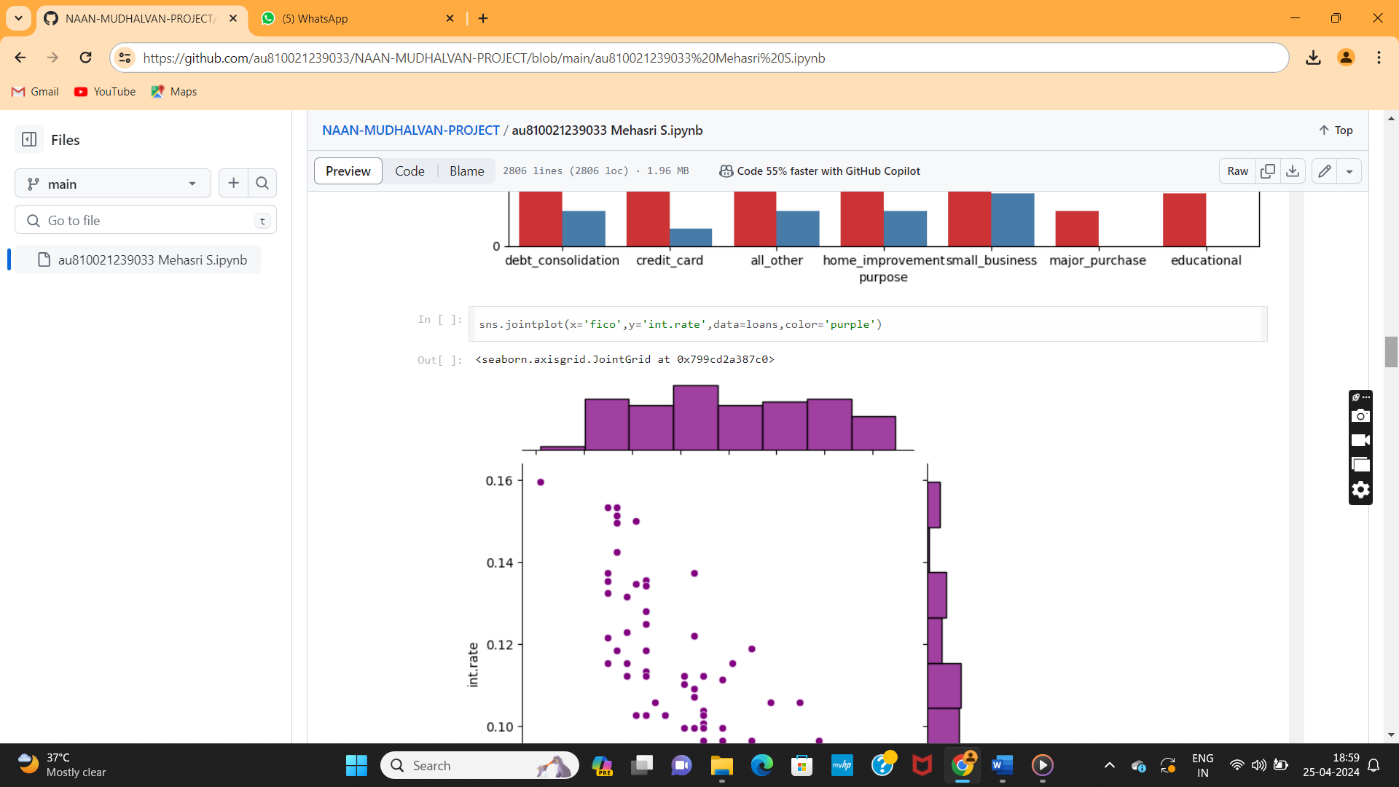 NAAN-MUDHALVAN-PROJECT/
(5) WhatsApp
https://github.com/au810021239033/NAAN-MUDHALVAN-PROJECT/blob/main/au810021239033%20Mehasri%20S.ipynb
Gmail
YouTube
Maps
Files
main
Go to file
t
au810021239033 Mehasri S.ipynb
NAAN-MUDHALVAN-PROJECT / au810021239033 Mehasri S.ipynb
Top
Preview
Code
Blame
2806 lines (2806 loc) · 1.96 MB
Code 55% faster with GitHub Copilot
Raw
0
debt_consolidation credit_card all_other home_improvementsmall_business major_purchase educational
purpose
In [ ]:
sns.jointplot(x='fico',y='int.rate',data=loans,color='purple')
Out[ ]:
<seaborn.axisgrid.JointGrid at 0x799cd2a387c0>
0.16
0.14
0.12
int.rate
0.10
37°C
Mostly clear
Search
PRE
myhp
ENG
IN
18:59
25-04-2024